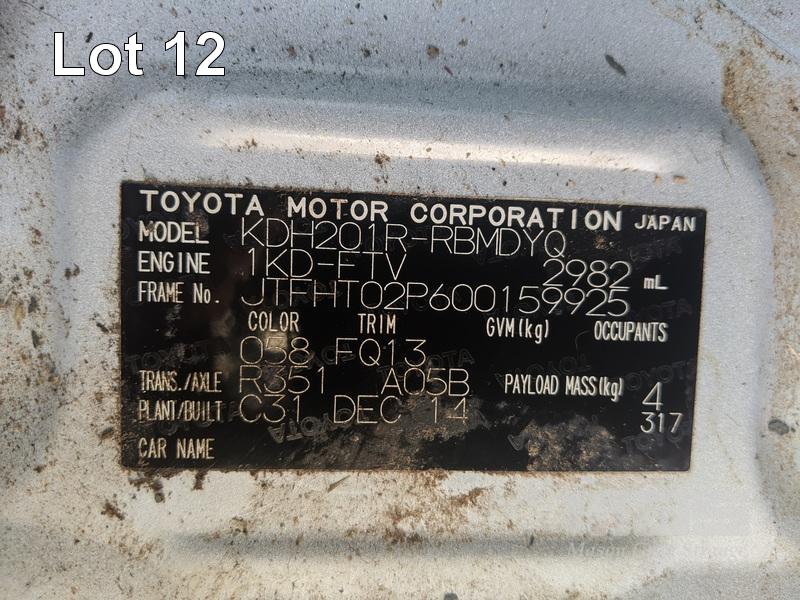 Lot 12
TOYOTA MOTOR CORPORATION JAPAN
MODEL KDH201R-RBMDYQ
ENGINE 1KD-FTV 2982 mL
FRAME No. JTFHT02P600159925
COLOR TRIM GVM(kg) OCCUPANTS
058 FQ13
TRANS./AXLE R351 A05B PAYLOAD MASS(kg) 4
PLANT/BUILT C31 DEC 14 317
CAR NAME